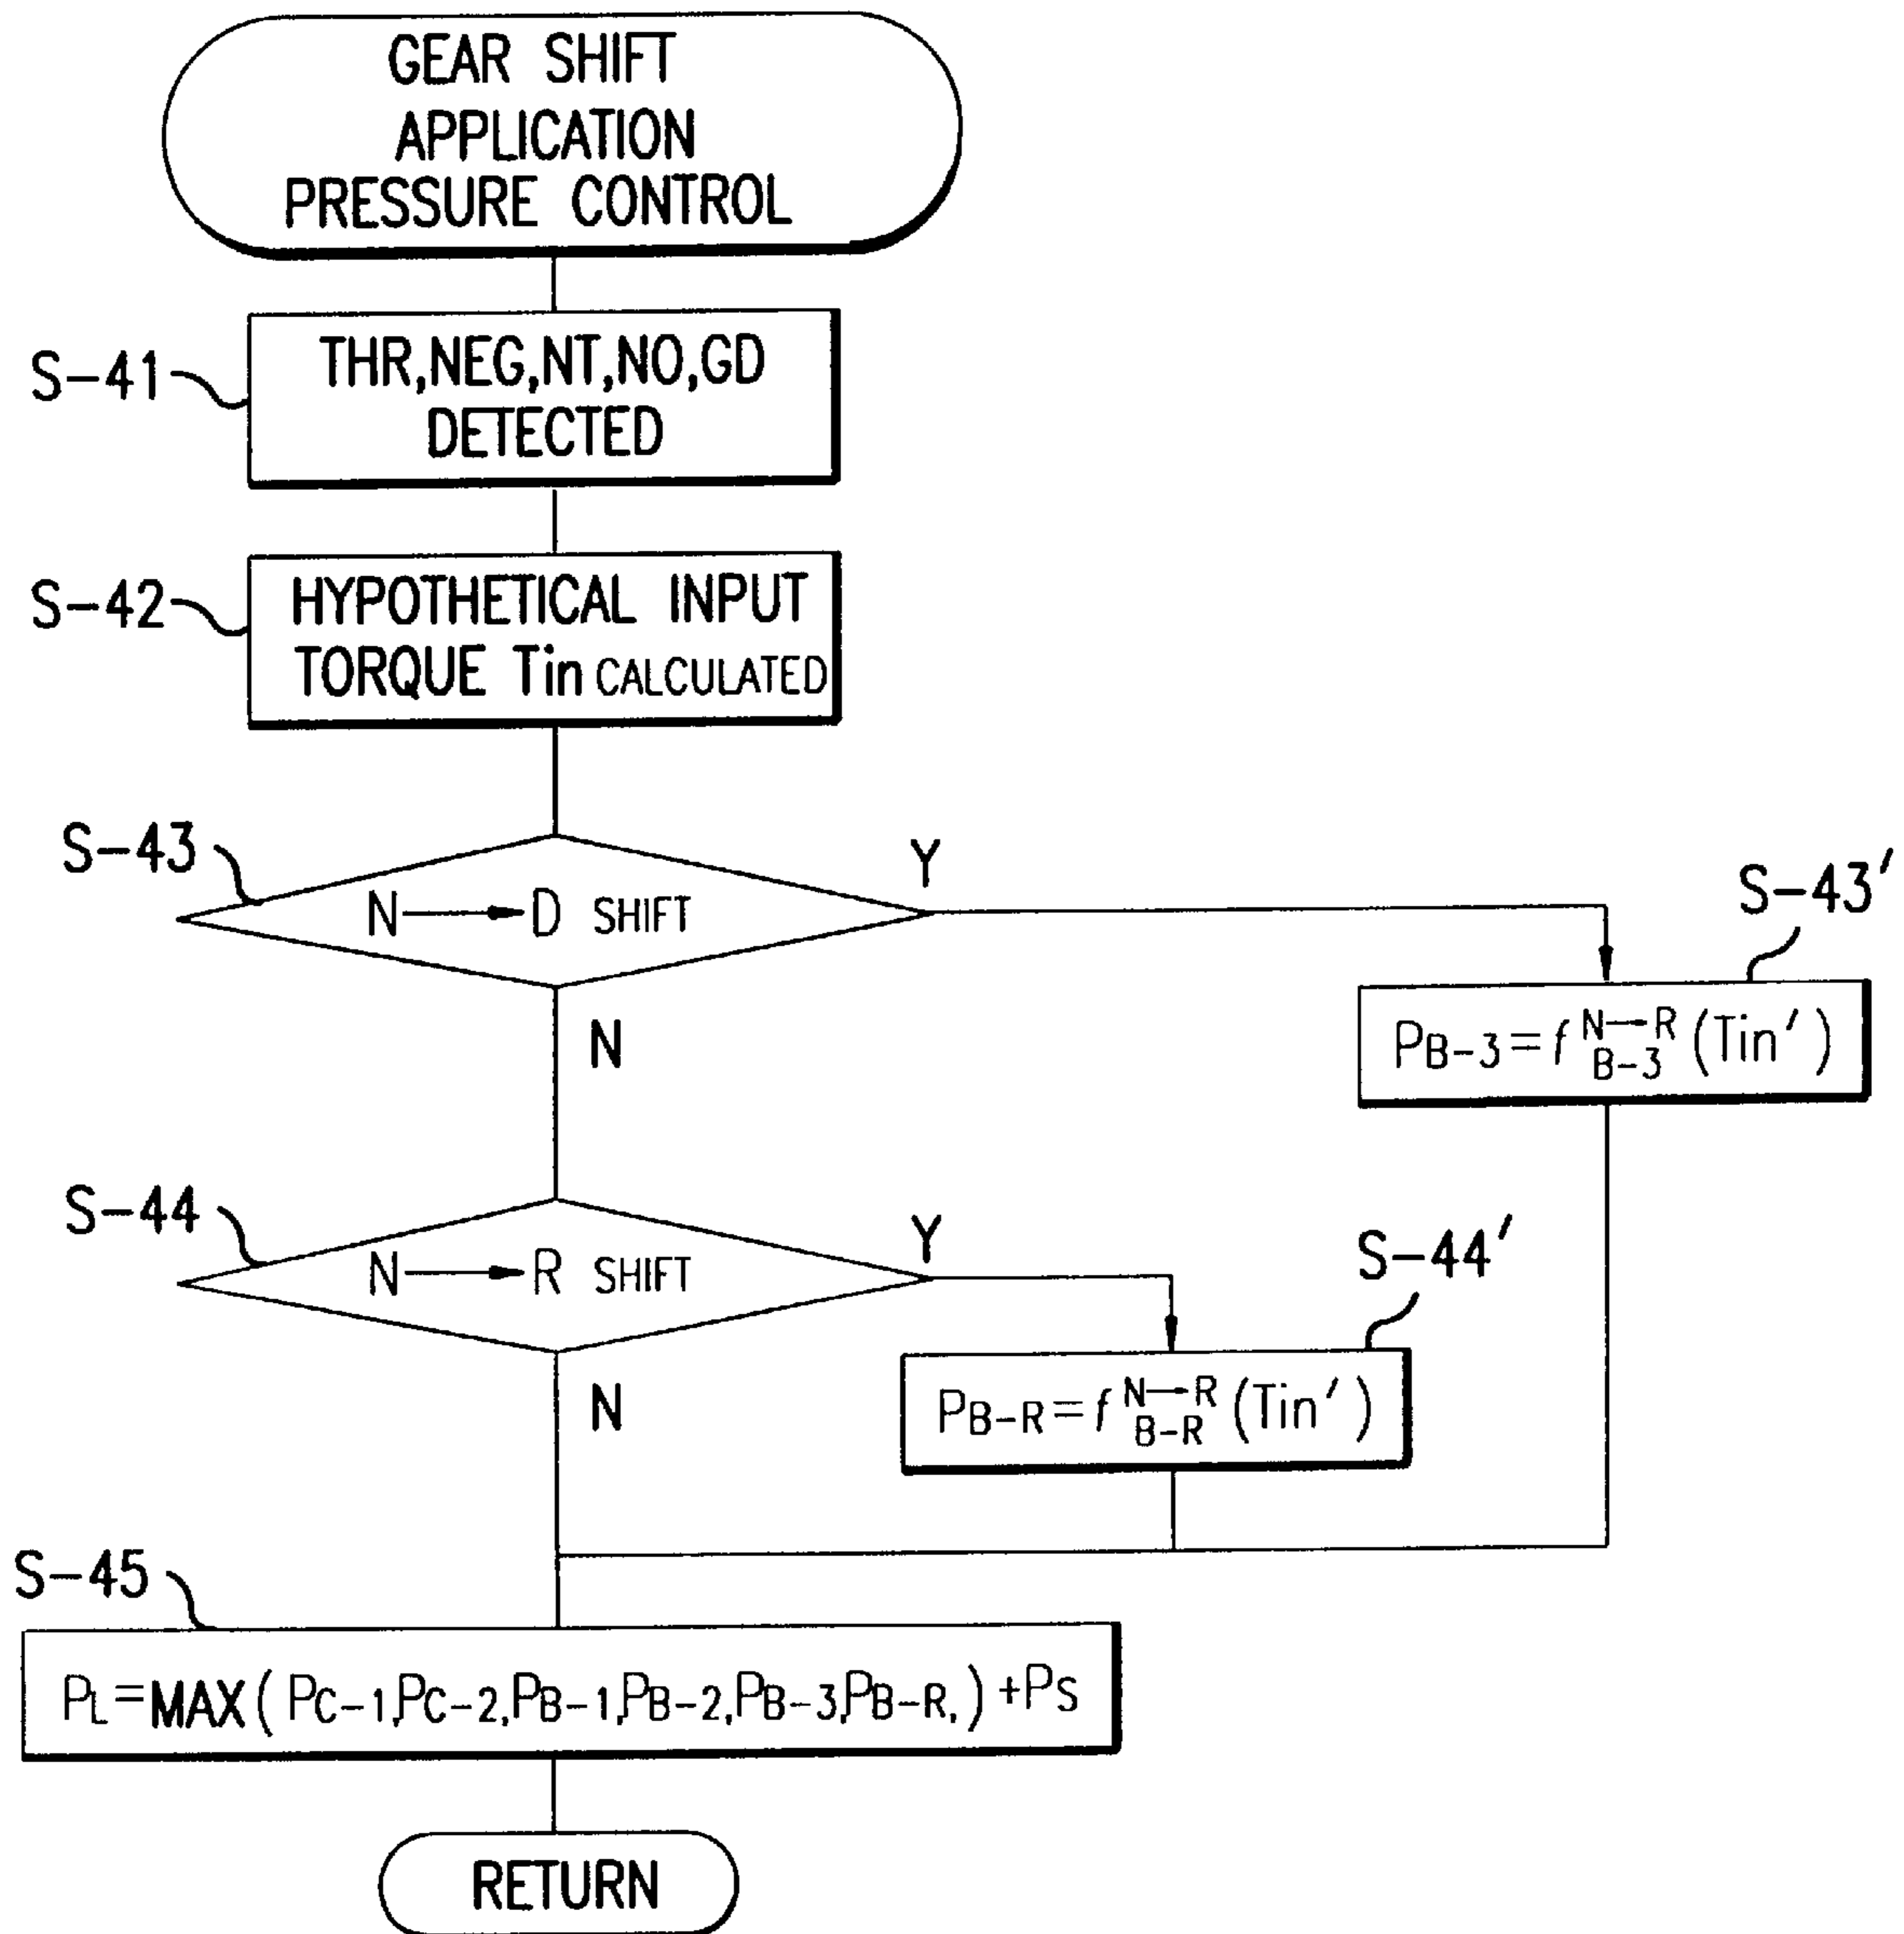 GEAR SHIFT
APPLICATION
PRESSURE CONTROL
S-41
THR,NEG,NT,NO,GD
DETECTED
S-42
HYPOTHETICAL INPUT
TORQUE Tin CALCULATED
S-43
N→D SHIFT
Y
N
S-43'
PB-3=f N→R B-3 (Tin')
S-44
N→R SHIFT
Y
N
S-44'
PB-R=f N→R B-R (Tin')
S-45
PL=MAX(PC-1,PC-2,PB-1,PB-2,PB-3,PB-R,)+PS
RETURN